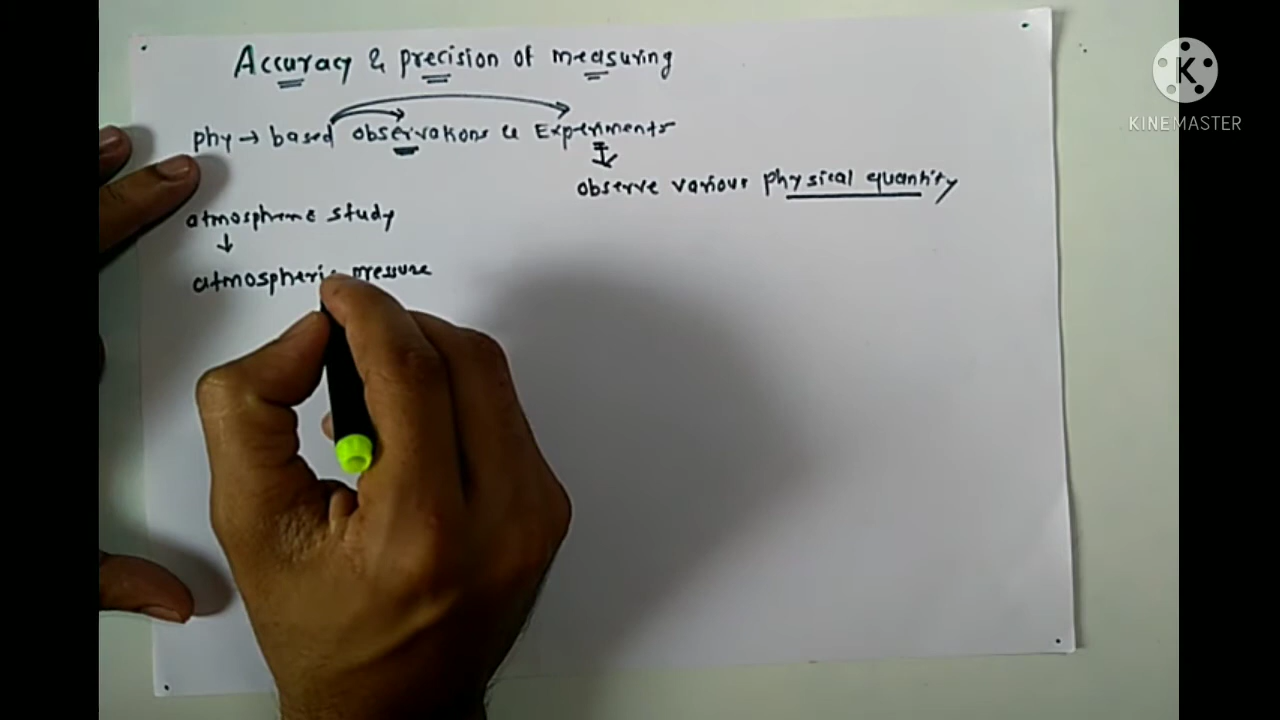 Accuracy & precision of measuring
phy → based observations & Experiments
observe various physical quantity
atmosphere study
↓
atmospheric pressure
K
KINEMASTER